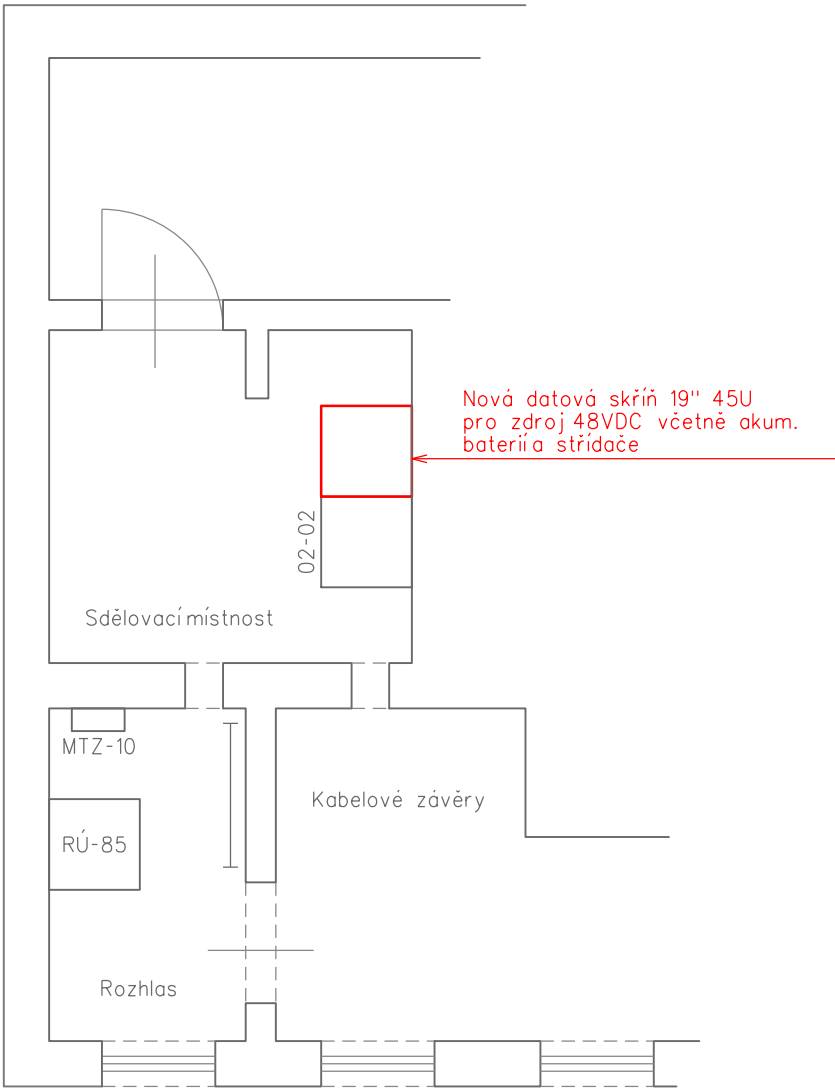 Nová datová skříň 19" 45U
pro zdroj 48VDC včetně akum.
baterií a střídače
02-02
Sdělovací místnost
MTZ-10
Kabelové závěry
RÚ-85
Rozhlas